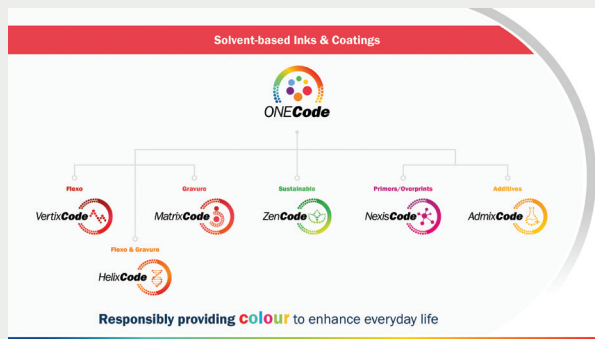 Solvent-based Inks & Coatings
ONECode
Flexo
Gravure
Sustainable
Primers/Overprints
Additives
VertixCode
MatrixCode
ZenCode
NexisCode
AdmixCode
Flexo & Gravure
HelixCode
Responsibly providing colour to enhance everyday life